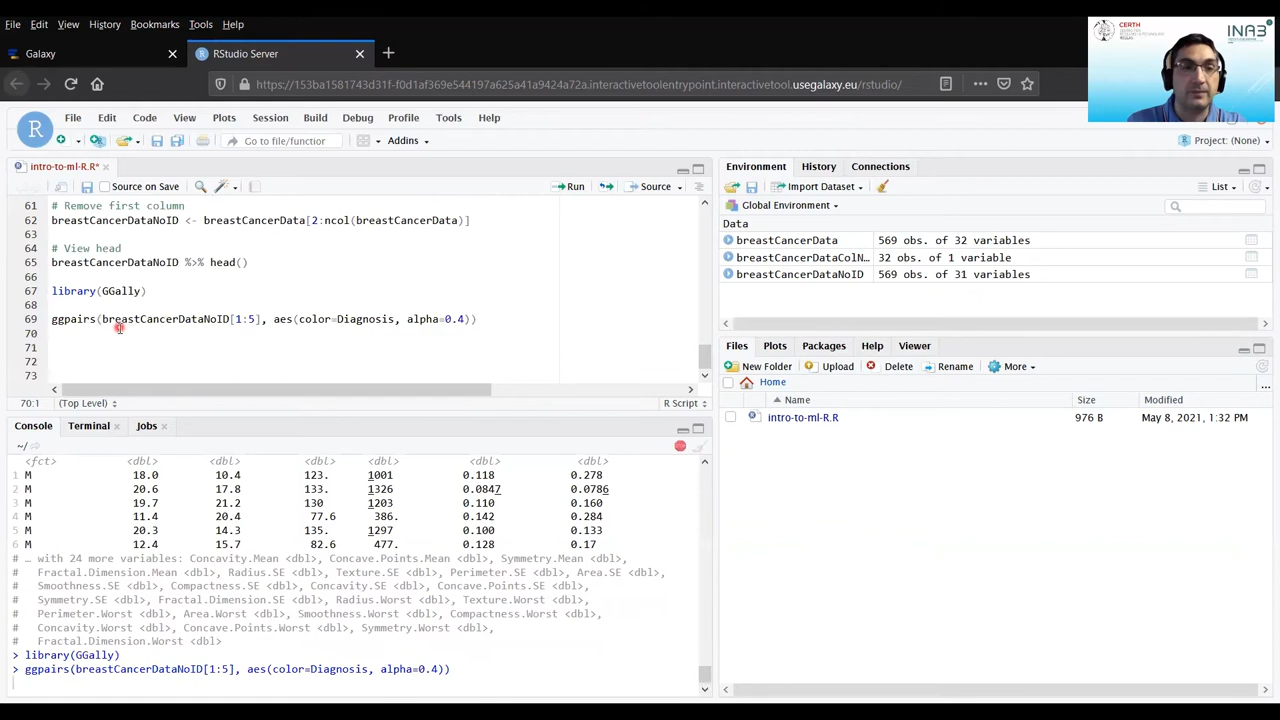 File Edit View History Bookmarks Tools Help
CERTH
INAB
Galaxy
RStudio Server
https://153ba1581743d31f-f0d1af369e544197a625a41a9424a72a.interactivetoolentrypoint.interactivetool.usegalaxy.eu/rstudio/
R File Edit Code View Plots Session Build Debug Profile Tools Help
Go to file/function Addins
R Project: (None)
intro-to-ml-R.R*
Source on Save Run Source
61 # Remove first column
62 breastCancerDataNoID <- breastCancerData[2:ncol(breastCancerData)]
63
64 # View head
65 breastCancerDataNoID %>% head()
66
67 library(GGally)
68
69 ggpairs(breastCancerDataNoID[1:5], aes(color=Diagnosis, alpha=0.4))
70
71
72
73
70:1 (Top Level) R Script
Console Terminal Jobs
~/
<fct> <dbl> <dbl> <dbl> <dbl> <dbl> <dbl>
1 M 18.0 10.4 123. 1001 0.118 0.278
2 M 20.6 17.8 133. 1326 0.0847 0.0786
3 M 19.7 21.2 130 1203 0.110 0.160
4 M 11.4 20.4 77.6 386. 0.142 0.284
5 M 20.3 14.3 135. 1297 0.100 0.133
6 M 12.4 15.7 82.6 477. 0.128 0.17
# … with 24 more variables: Concavity.Mean <dbl>, Concave.Points.Mean <dbl>, Symmetry.Mean <dbl>,
# Fractal.Dimension.Mean <dbl>, Radius.SE <dbl>, Texture.SE <dbl>, Perimeter.SE <dbl>, Area.SE <dbl>,
# Smoothness.SE <dbl>, Compactness.SE <dbl>, Concavity.SE <dbl>, Concave.Points.SE <dbl>,
# Symmetry.SE <dbl>, Fractal.Dimension.SE <dbl>, Radius.Worst <dbl>, Texture.Worst <dbl>,
# Perimeter.Worst <dbl>, Area.Worst <dbl>, Smoothness.Worst <dbl>, Compactness.Worst <dbl>,
# Concavity.Worst <dbl>, Concave.Points.Worst <dbl>, Symmetry.Worst <dbl>,
# Fractal.Dimension.Worst <dbl>
> library(GGally)
> ggpairs(breastCancerDataNoID[1:5], aes(color=Diagnosis, alpha=0.4))
Environment History Connections
Import Dataset List
Global Environment
Data
breastCancerData 569 obs. of 32 variables
breastCancerDataColN… 32 obs. of 1 variable
breastCancerDataNoID 569 obs. of 31 variables
Files Plots Packages Help Viewer
New Folder Upload Delete Rename More
Home
Name Size Modified
intro-to-ml-R.R 976 B May 8, 2021, 1:32 PM